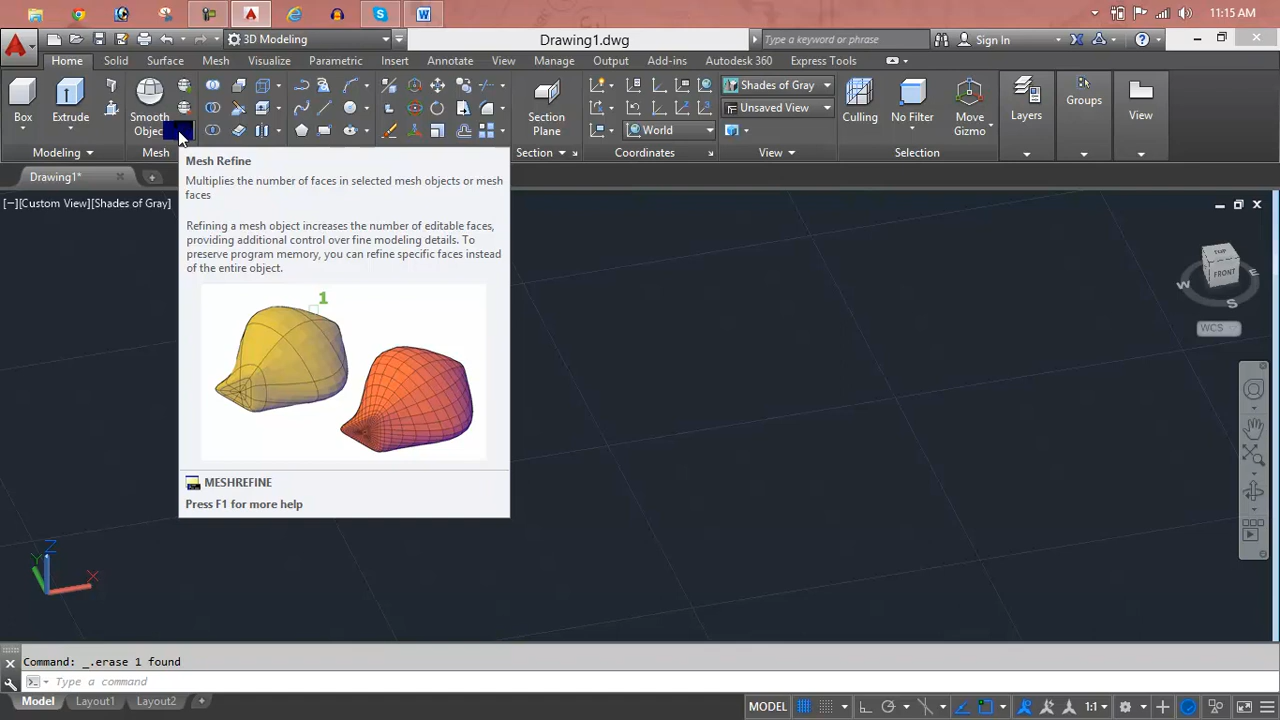 11:15 AM
3D Modeling
Drawing1.dwg
Type a keyword or phrase
Sign In
Home Solid Surface Mesh Visualize Parametric Insert Annotate View Manage Output Add-ins Autodesk 360 Express Tools
Box
Extrude
Smooth
Object
Section
Plane
World
Shades of Gray
Unsaved View
Culling
No Filter
Move
Gizmo
Layers
Groups
View
Modeling
Mesh
Section
Coordinates
View
Selection
Drawing1*
[−][Custom View][Shades of Gray]
Mesh Refine
Multiplies the number of faces in selected mesh objects or mesh
faces
Refining a mesh object increases the number of editable faces,
providing additional control over fine modeling details. To
preserve program memory, you can refine specific faces instead
of the entire object.
1
MESHREFINE
Press F1 for more help
TOP
FRONT
W
E
S
WCS
Z
Y
X
Command: _.erase 1 found
Type a command
Model Layout1 Layout2
MODEL
1:1